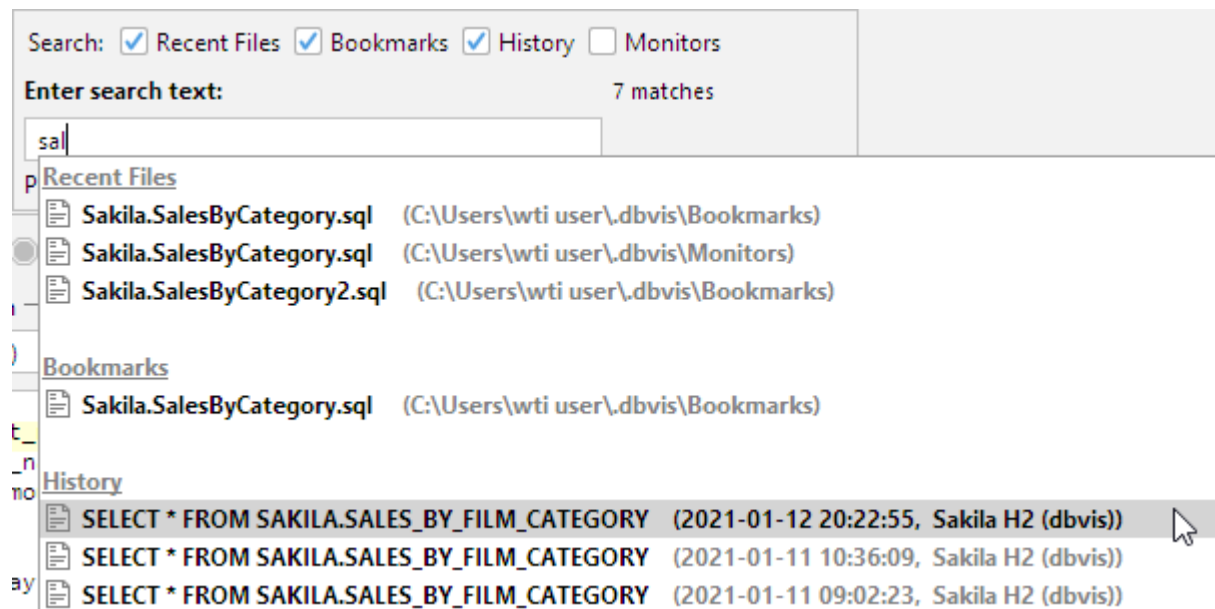 Search: Recent Files Bookmarks History Monitors
Enter search text: 7 matches
sal
P
Recent Files
Sakila.SalesByCategory.sql (C:\Users\wti user\.dbvis\Bookmarks)
Sakila.SalesByCategory.sql (C:\Users\wti user\.dbvis\Monitors)
Sakila.SalesByCategory2.sql (C:\Users\wti user\.dbvis\Bookmarks)
Bookmarks
Sakila.SalesByCategory.sql (C:\Users\wti user\.dbvis\Bookmarks)
t_
_n
mo
History
SELECT * FROM SAKILA.SALES_BY_FILM_CATEGORY (2021-01-12 20:22:55, Sakila H2 (dbvis))
SELECT * FROM SAKILA.SALES_BY_FILM_CATEGORY (2021-01-11 10:36:09, Sakila H2 (dbvis))
ay
SELECT * FROM SAKILA.SALES_BY_FILM_CATEGORY (2021-01-11 09:02:23, Sakila H2 (dbvis))